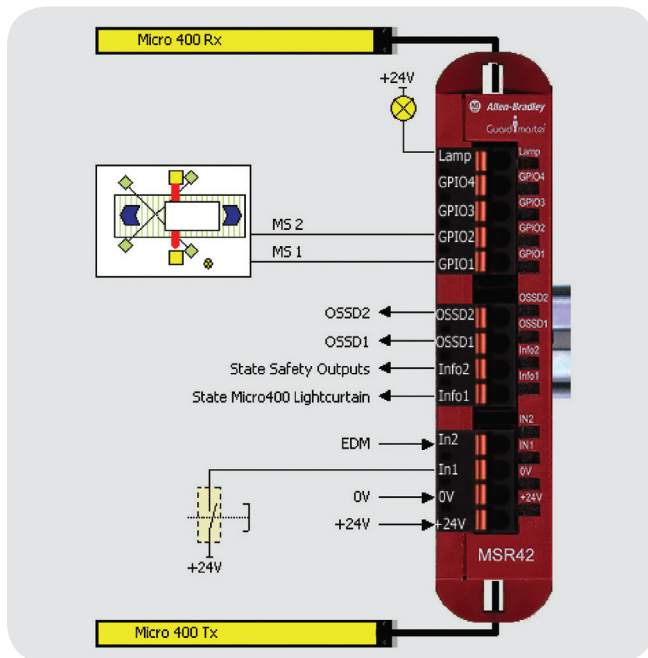 Micro 400 Rx
+24V
Allen-Bradley
Guardmaster
Lamp
Lamp
GPIO4
GPIO4
GPIO3
GPIO3
MS 2
GPIO2
GPIO2
MS 1
GPIO1
GPIO1
OSSD2
OSSD2
OSSD2
OSSD1
OSSD1
OSSD1
State Safety Outputs
Info2
Info2
State Micro400 Lightcurtain
Info1
Info1
IN2
EDM
In2
IN1
In1
0V
0V
0V
+24V
+24V
+24V
+24V
MSR42
Micro 400 Tx